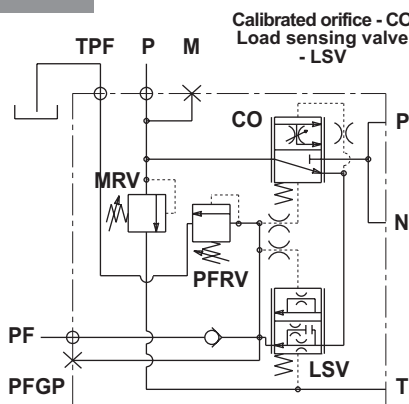 Calibrated orifice - CO
Load sensing valve
- LSV
TPF P M
CO
P
MRV
N
PFRV
PF
LSV
PFGP
T